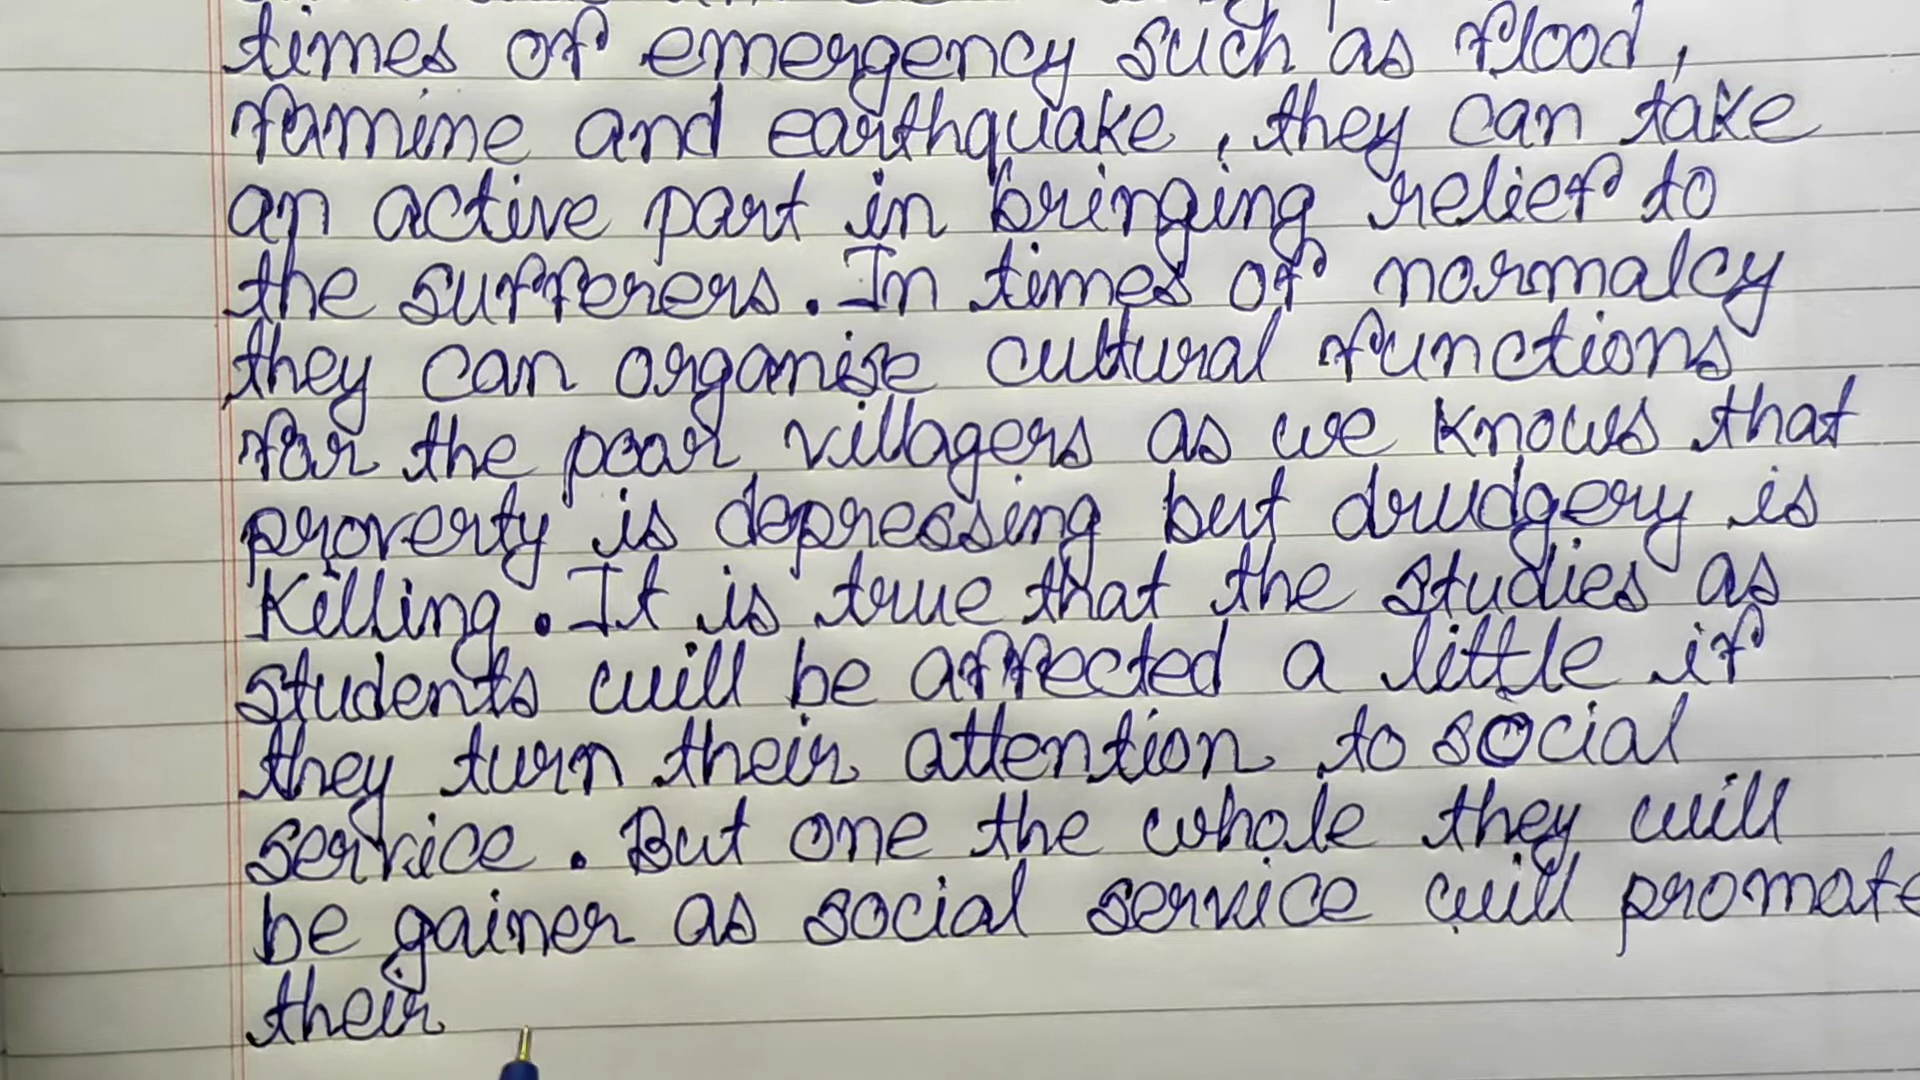 times of emergency such as flood,
famine and earthquake, they can take
an active part in bringing relief to
the sufferers. In times of normalcy
they can organise cultural functions
for the poor villagers as we knows that
proverty is depressing but drudgery is
killing. It is true that the studies as
students will be affected a little if
they turn their attention to social
service. But one the whole they will
be gainer as social service will promote
their